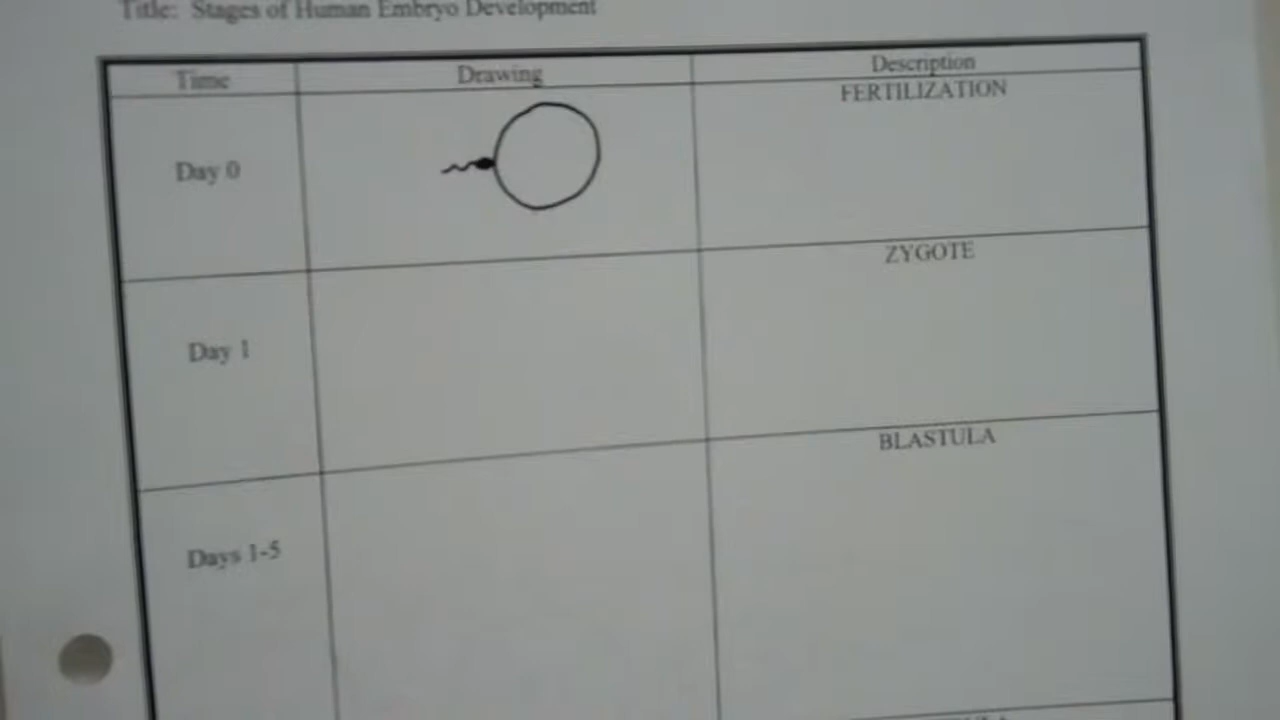 Title: Stages of Human Embryo Development
Time Drawing Description
FERTILIZATION
Day 0
ZYGOTE
Day 1
BLASTULA
Days 1-5